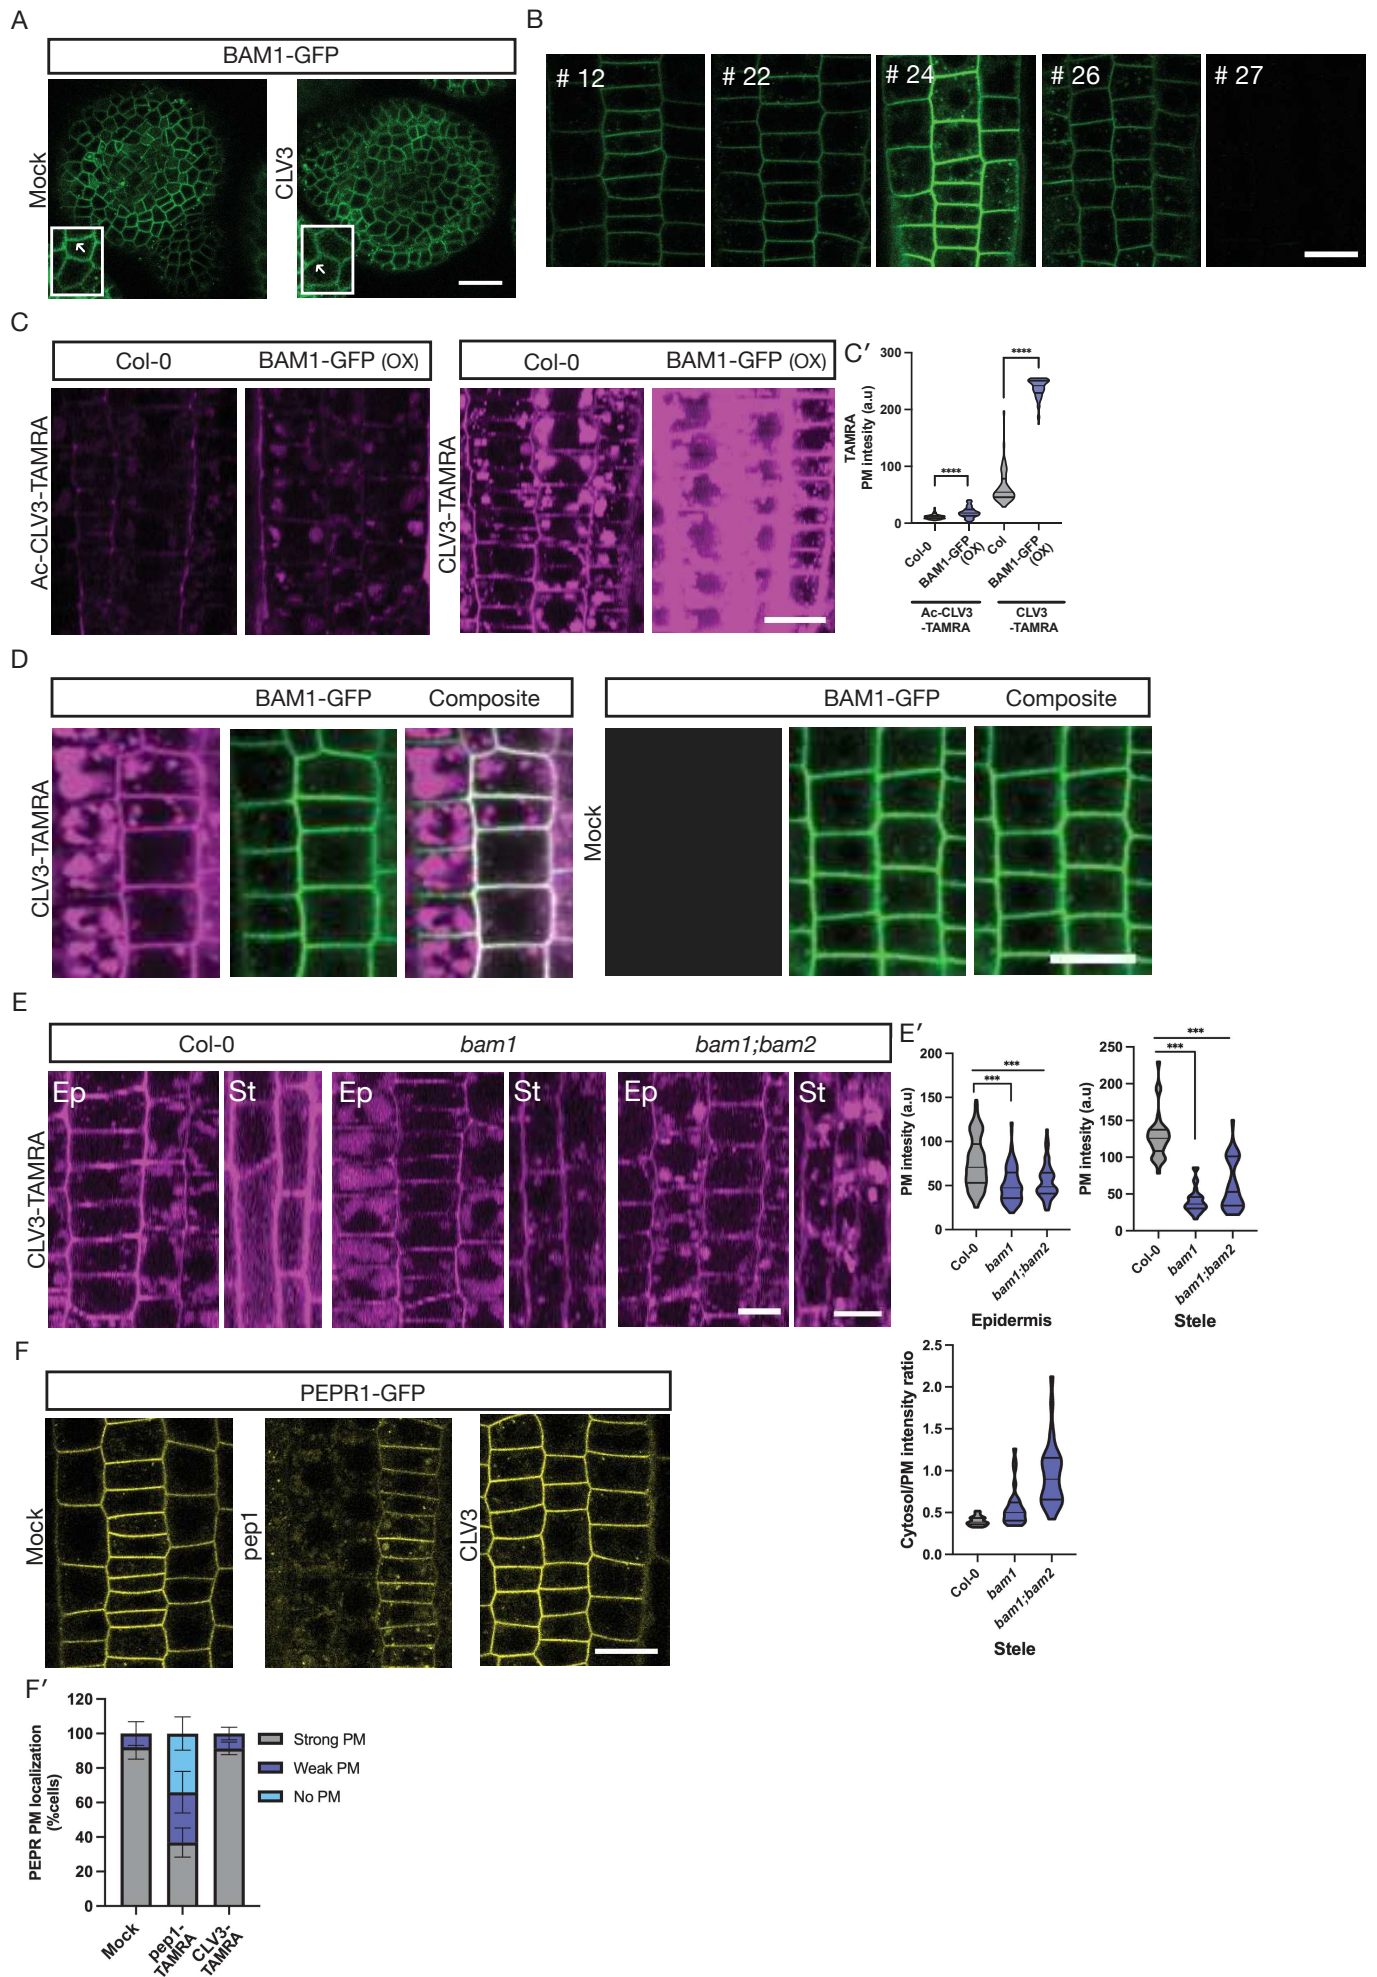 A
BAM1-GFP
Mock
CLV3
B
# 12
# 22
# 24
# 26
# 27
C
Col-0
BAM1-GFP (OX)
Ac-CLV3-TAMRA
Col-0
BAM1-GFP (OX)
CLV3-TAMRA
C′
TAMRA
PM intesity (a.u)
300
200
100
0
****
****
Col-0
BAM1-GFP
(OX)
Col
BAM1-GFP
(OX)
Ac-CLV3
-TAMRA
CLV3
-TAMRA
D
BAM1-GFP
Composite
CLV3-TAMRA
BAM1-GFP
Composite
Mock
E
Col-0
bam1
bam1;bam2
CLV3-TAMRA
Ep
St
Ep
St
Ep
St
E′
PM intesity (a.u)
200
150
100
50
0
***
***
Col-0
bam1
bam1;bam2
Epidermis
PM intesity (a.u)
250
200
150
100
50
0
***
***
Col-0
bam1
bam1;bam2
Stele
Cytosol/PM intensity ratio
2.5
2.0
1.5
1.0
0.5
0.0
Col-0
bam1
bam1;bam2
Stele
F
PEPR1-GFP
Mock
pep1
CLV3
F′
PEPR PM localization
(%cells)
120
100
80
60
40
20
0
Mock
pep1-
TAMRA
CLV3-
TAMRA
Strong PM
Weak PM
No PM